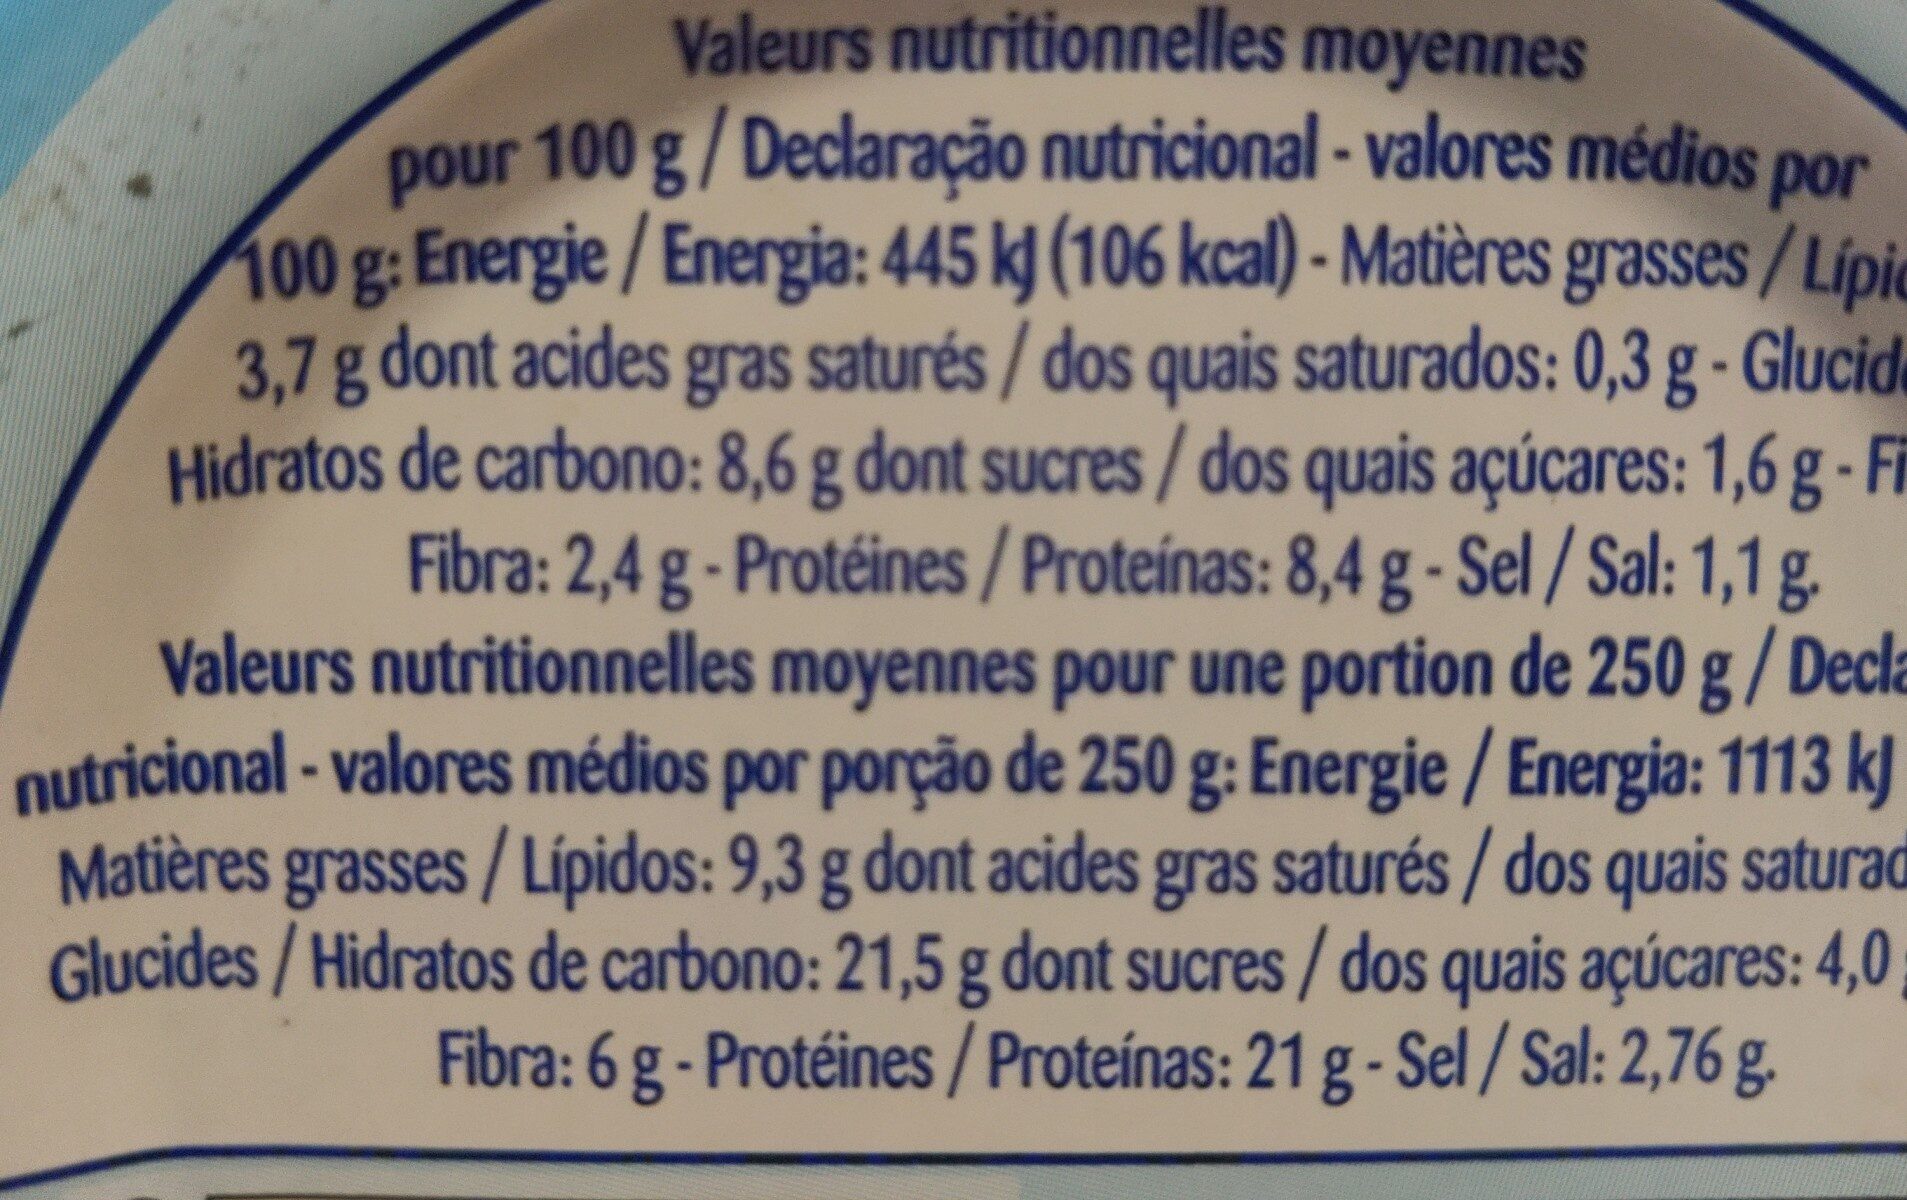 Valeurs nutritionnelles moyennes
pour 100 g / Declaração nutricional - valores médios por
100 g: Energie / Energia: 445 kJ (106 kcal) - Matières grasses /
3,7 g dont acides gras saturés / dos quais saturados: 0,3 g -
Hidratos de carbono: 8,6 g dont sucres / dos quais açúcares: 1,6 g -
Fibra: 2,4 g - Protéines / Proteínas: 8,4 g - Sel / Sal: 1,1 g.
Valeurs nutritionnelles moyennes pour une portion de 250 g /
nutricional - valores médios por porção de 250 g: Energie / Energia: 1113 kJ
Matières grasses / Lípidos: 9,3 g dont acides gras saturés / dos quais
Glucides / Hidratos de carbono: 21,5 g dont sucres / dos quais açúcares: 4,0
Fibra: 6 g - Protéines / Proteínas: 21 g - Sel / Sal: 2,76 g.